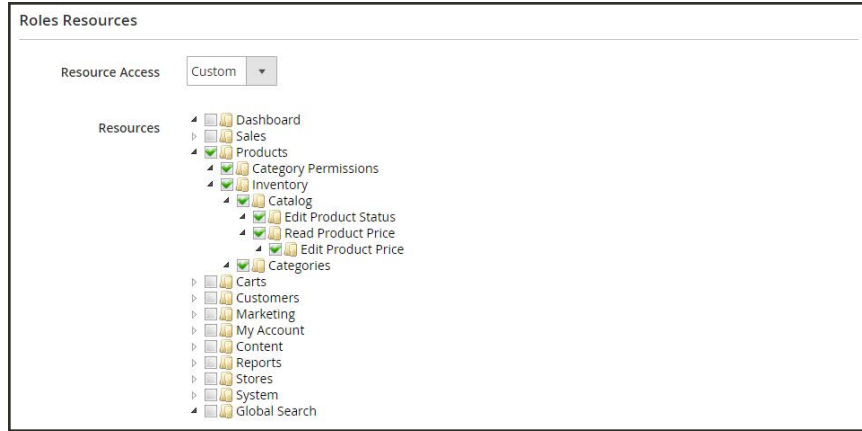 Roles Resources
Resource Access Custom
Resources
Dashboard
Sales
Products
Category Permissions
Inventory
Catalog
Edit Product Status
Read Product Price
Edit Product Price
Categories
Carts
Customers
Marketing
My Account
Content
Reports
Stores
System
Global Search